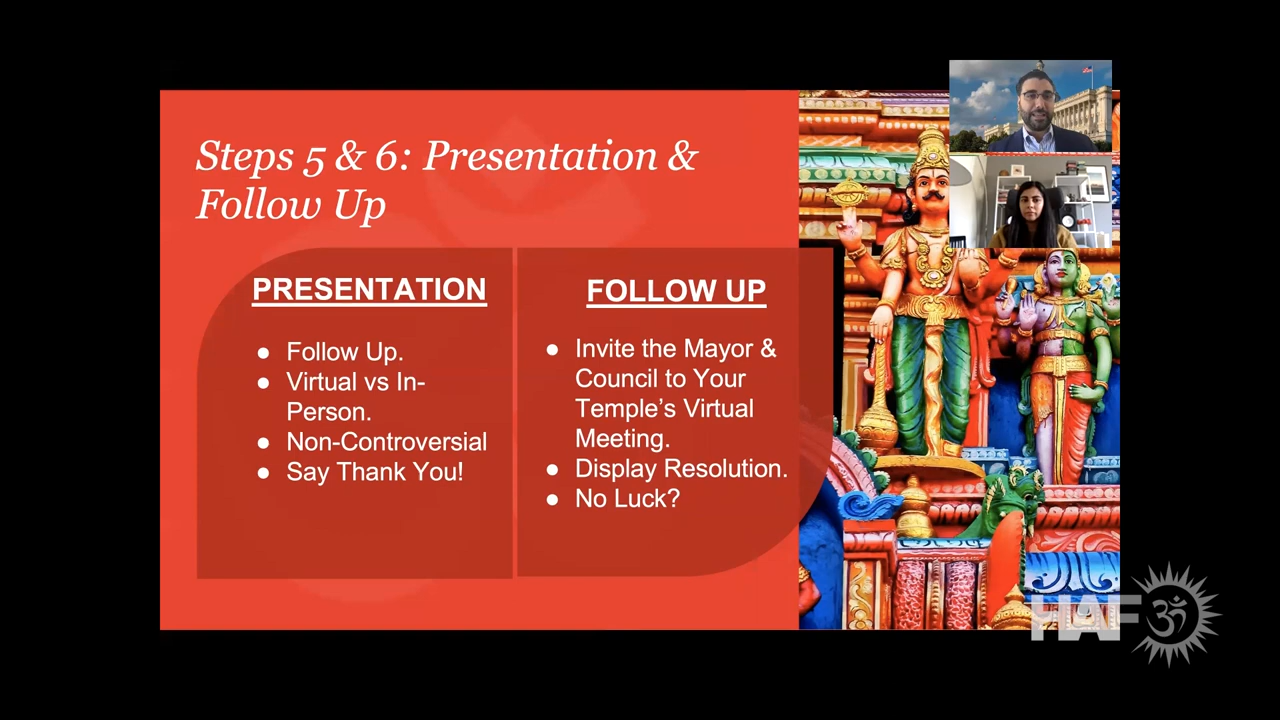 Steps 5 & 6: Presentation &
Follow Up
PRESENTATION
● Follow Up.
● Virtual vs In-
Person.
● Non-Controversial
● Say Thank You!
FOLLOW UP
● Invite the Mayor &
Council to Your
Temple's Virtual
Meeting.
● Display Resolution.
● No Luck?
HAF ॐ